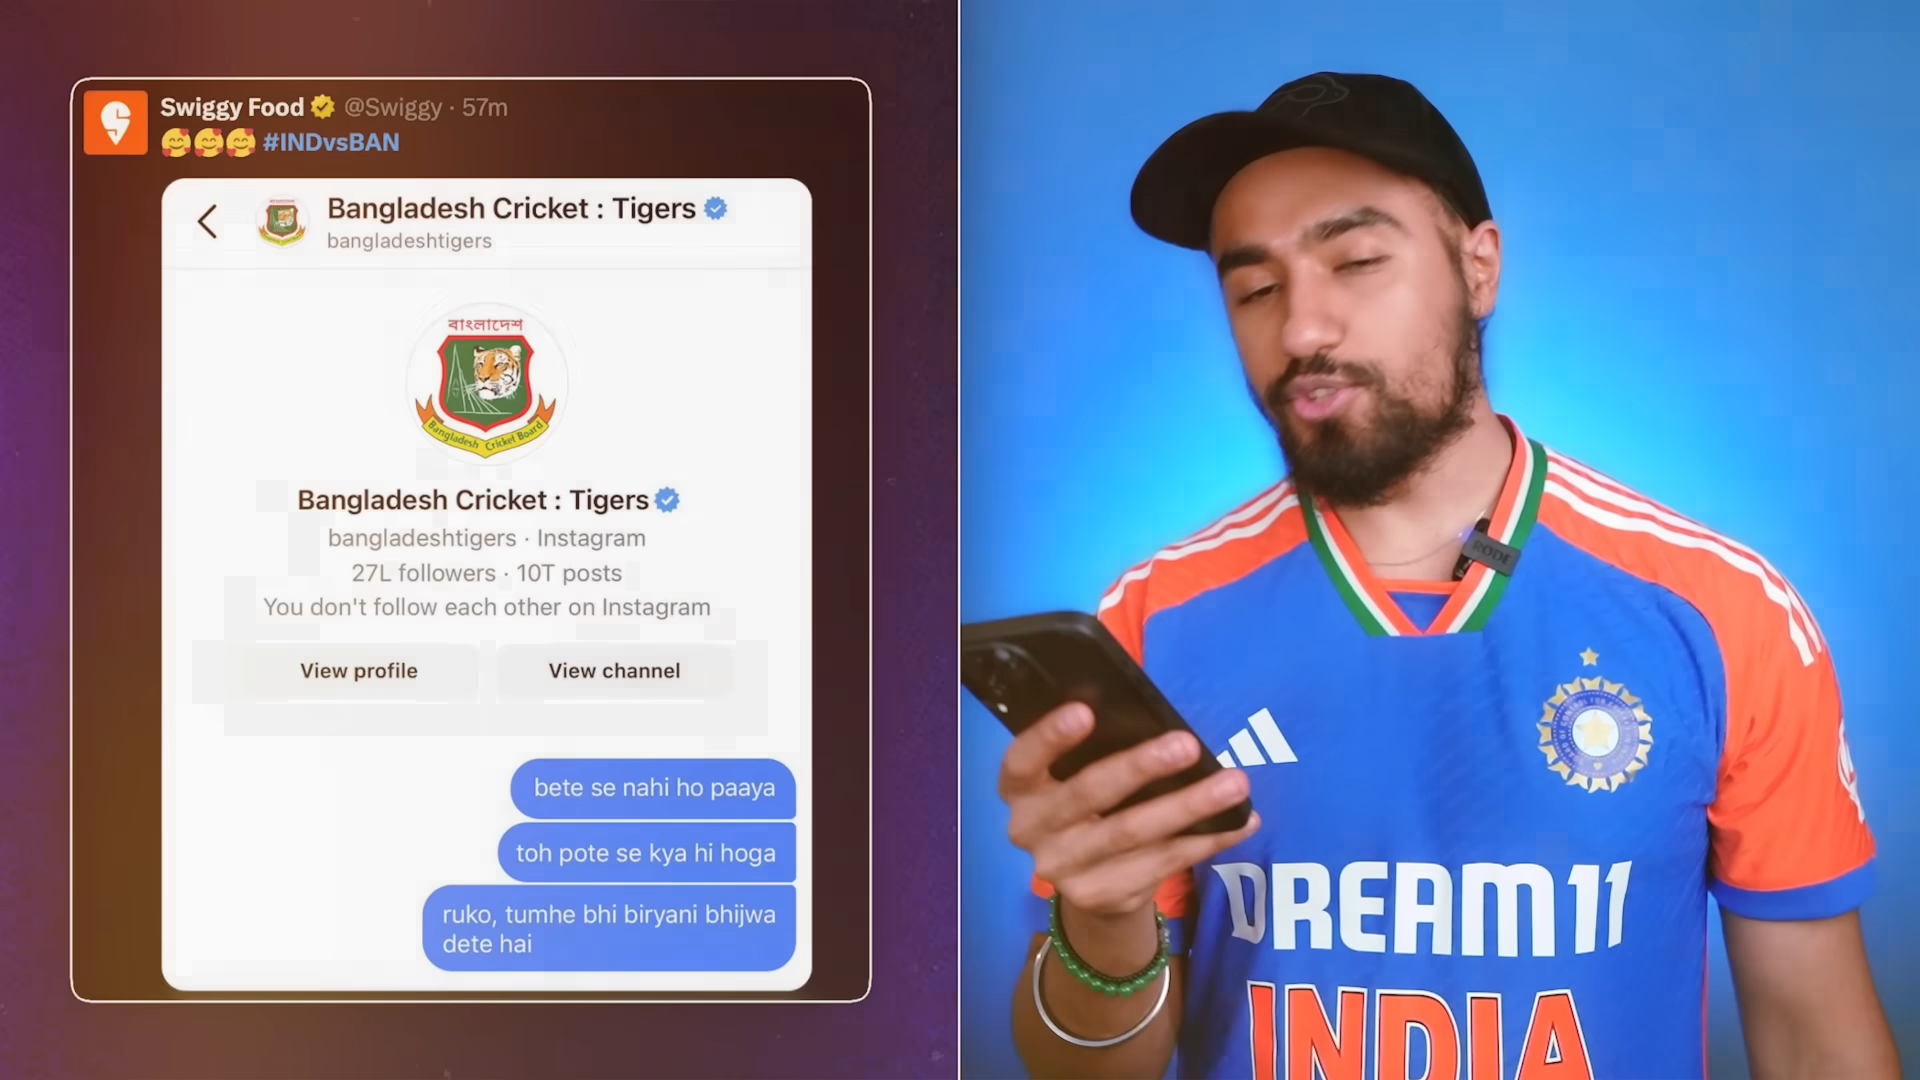 Swiggy Food @Swiggy · 57m
🥰🥰🥰 #INDvsBAN
Bangladesh Cricket : Tigers
bangladeshtigers
বাংলাদেশ
Bangladesh Cricket Board
Bangladesh Cricket : Tigers
bangladeshtigers · Instagram
27L followers · 10T posts
You don't follow each other on Instagram
View profile
View channel
bete se nahi ho paaya
toh pote se kya hi hoga
ruko, tumhe bhi biryani bhijwa
dete hai
RODE
DREAM11
INDIA